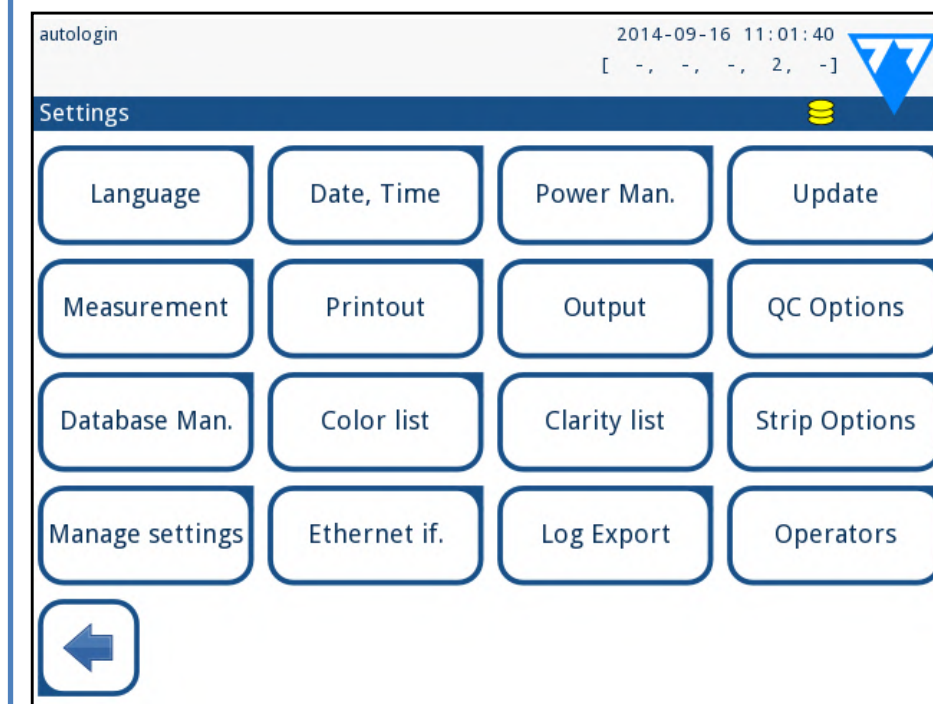 autologin 2014-09-16 11:01:40
[ -, -, -, 2, -]
Settings
Language Date, Time Power Man. Update
Measurement Printout Output QC Options
Database Man. Color list Clarity list Strip Options
Manage settings Ethernet if. Log Export Operators